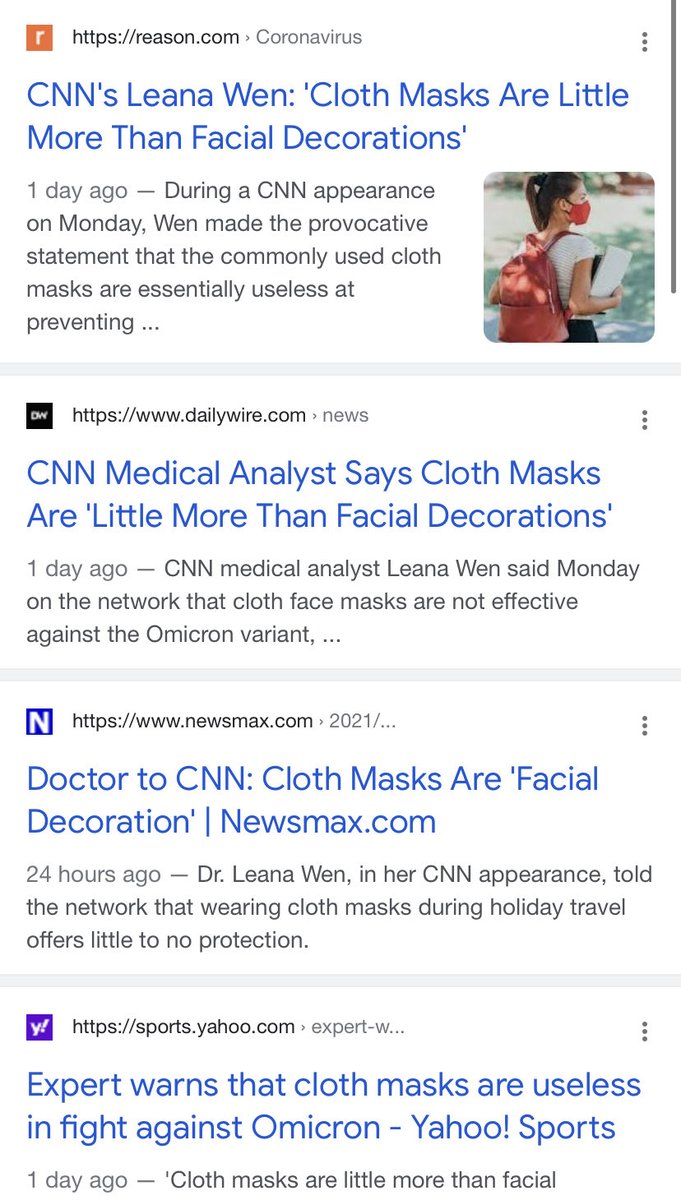 r
https://reason.com › Coronavirus
CNN's Leana Wen: 'Cloth Masks Are Little
More Than Facial Decorations'
1 day ago — During a CNN appearance
on Monday, Wen made the provocative
statement that the commonly used cloth
masks are essentially useless at
preventing ...
DW
https://www.dailywire.com › news
CNN Medical Analyst Says Cloth Masks
Are 'Little More Than Facial Decorations'
1 day ago — CNN medical analyst Leana Wen said Monday
on the network that cloth face masks are not effective
against the Omicron variant, ...
N
https://www.newsmax.com › 2021/...
Doctor to CNN: Cloth Masks Are 'Facial
Decoration' | Newsmax.com
24 hours ago — Dr. Leana Wen, in her CNN appearance, told
the network that wearing cloth masks during holiday travel
offers little to no protection.
y!
https://sports.yahoo.com › expert-w...
Expert warns that cloth masks are useless
in fight against Omicron - Yahoo! Sports
1 day ago — 'Cloth masks are little more than facial